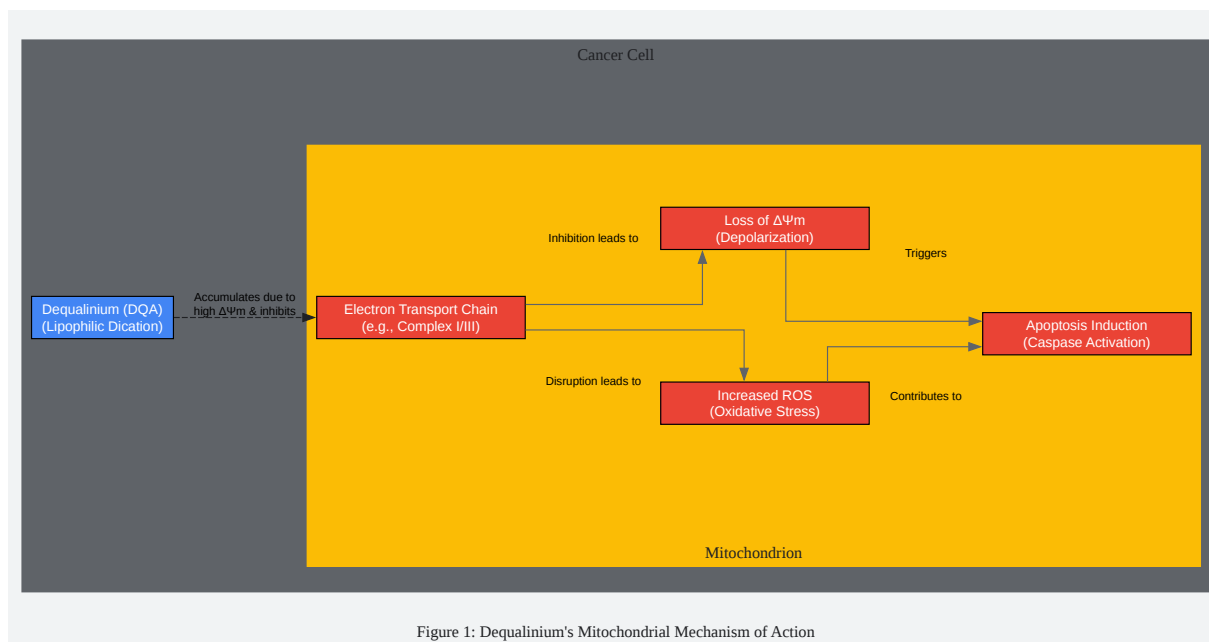 Cancer Cell
Loss of ΔΨm
(Depolarization)
Inhibition leads to
Triggers
Accumulates due to
high ΔΨm & inhibits
Dequalinium (DQA)
(Lipophilic Dication)
Electron Transport Chain
(e.g., Complex I/III)
Apoptosis Induction
(Caspase Activation)
Disruption leads to
Increased ROS
(Oxidative Stress)
Contributes to
Mitochondrion
Figure 1: Dequalinium's Mitochondrial Mechanism of Action